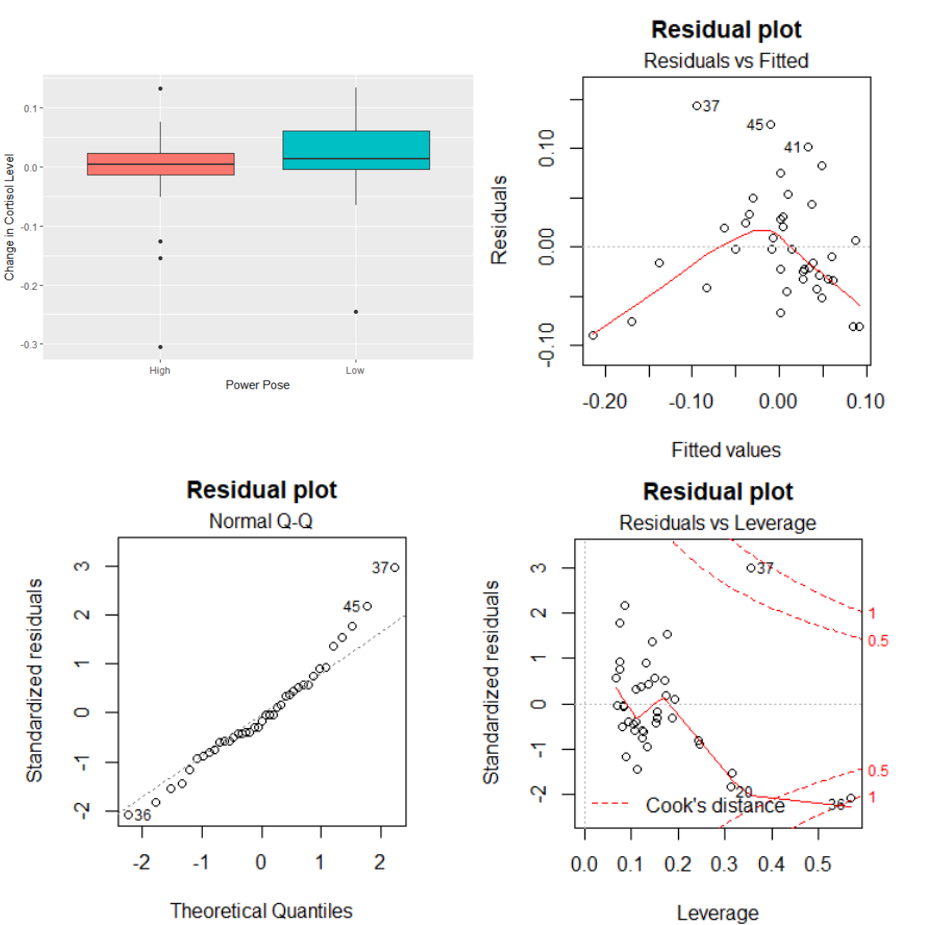 Change in Cortisol Level
0.1
0.0
-0.1
-0.2
-0.3
High Low
Power Pose
Residual plot
Residuals vs Fitted
Residuals
0.10
0.00
-0.10
37
45
41
-0.20 -0.10 0.00 0.10
Fitted values
Residual plot
Normal Q-Q
Standardized residuals
3
2
1
0
-1
-2
37
45
36
-2 -1 0 1 2
Theoretical Quantiles
Residual plot
Residuals vs Leverage
Standardized residuals
3
2
1
0
-1
-2
37
1
0.5
0.5
1
20
36
Cook's distance
0.0 0.1 0.2 0.3 0.4 0.5
Leverage